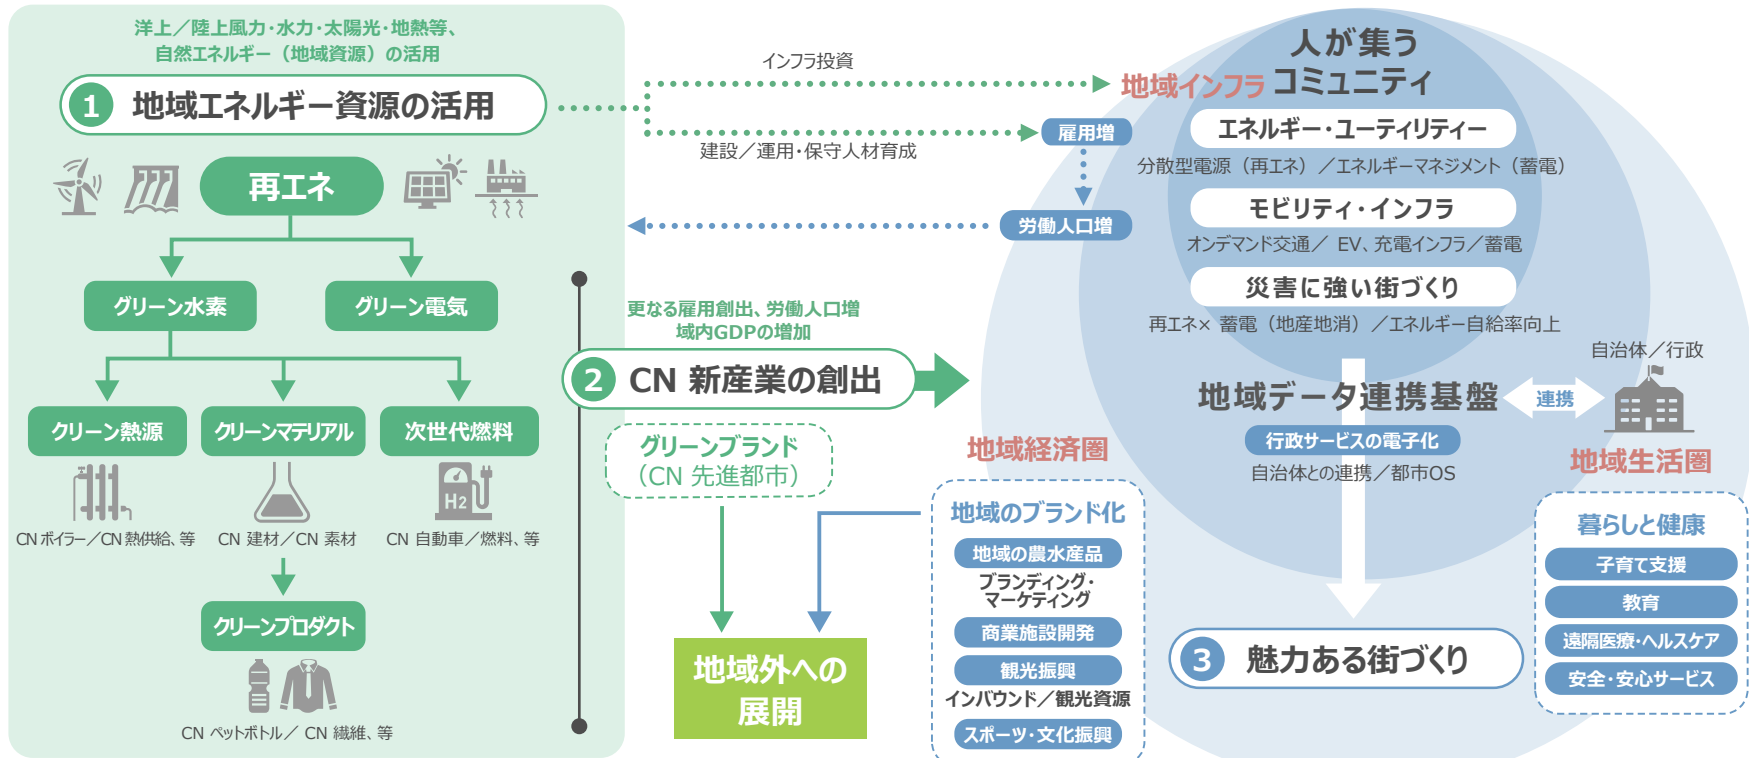 洋上／陸上風力・水力・太陽光・地熱等、
自然エネルギー（地域資源）の活用
1 地域エネルギー資源の活用
再エネ
グリーン水素
グリーン電気
クリーン熱源
クリーンマテリアル
次世代燃料
H2
CN ボイラー／CN 熱供給、等
CN 建材／CN 素材
CN 自動車／燃料、等
クリーンプロダクト
CN ペットボトル／ CN 繊維、等
インフラ投資
建設／運用・保守人材育成
雇用増
労働人口増
更なる雇用創出、労働人口増
域内GDPの増加
2 CN 新産業の創出
グリーンブランド
（CN 先進都市）
地域外への
展開
地域経済圏
地域のブランド化
地域の農水産品
ブランディング・
マーケティング
商業施設開発
観光振興
インバウンド／観光資源
スポーツ・文化振興
人が集う
コミュニティ
地域インフラ
エネルギー・ユーティリティー
分散型電源（再エネ）／エネルギーマネジメント（蓄電）
モビリティ・インフラ
オンデマンド交通／ EV、充電インフラ／蓄電
災害に強い街づくり
再エネ× 蓄電（地産地消）／エネルギー自給率向上
地域データ連携基盤
行政サービスの電子化
自治体との連携／都市OS
連携
自治体／行政
地域生活圏
暮らしと健康
子育て支援
教育
遠隔医療・ヘルスケア
安全・安心サービス
3 魅力ある街づくり